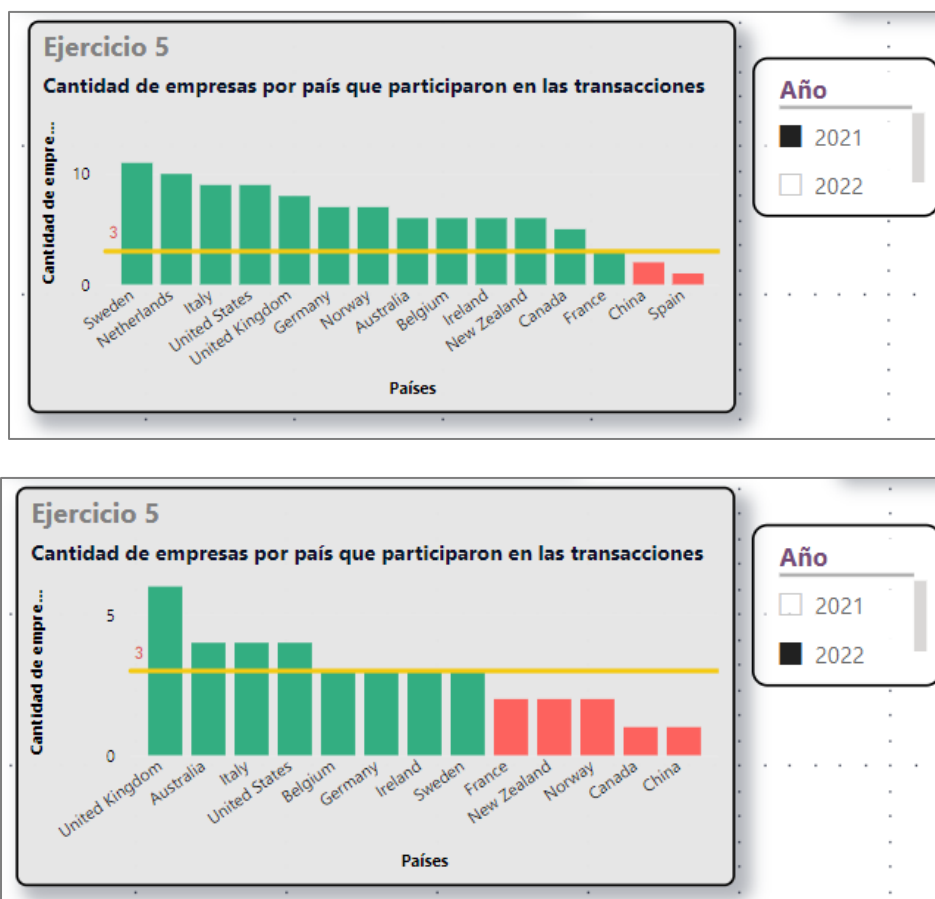 Ejercicio 5
Cantidad de empresas por país que participaron en las transacciones
Cantidad de empre...
10
3
0
Sweden
Netherlands
Italy
United States
United Kingdom
Germany
Norway
Australia
Belgium
Ireland
New Zealand
Canada
France
China
Spain
Países
Año
2021
2022
Ejercicio 5
Cantidad de empresas por país que participaron en las transacciones
Cantidad de empre...
5
3
0
United Kingdom
Australia
Italy
United States
Belgium
Germany
Ireland
Sweden
France
New Zealand
Norway
Canada
China
Países
Año
2021
2022